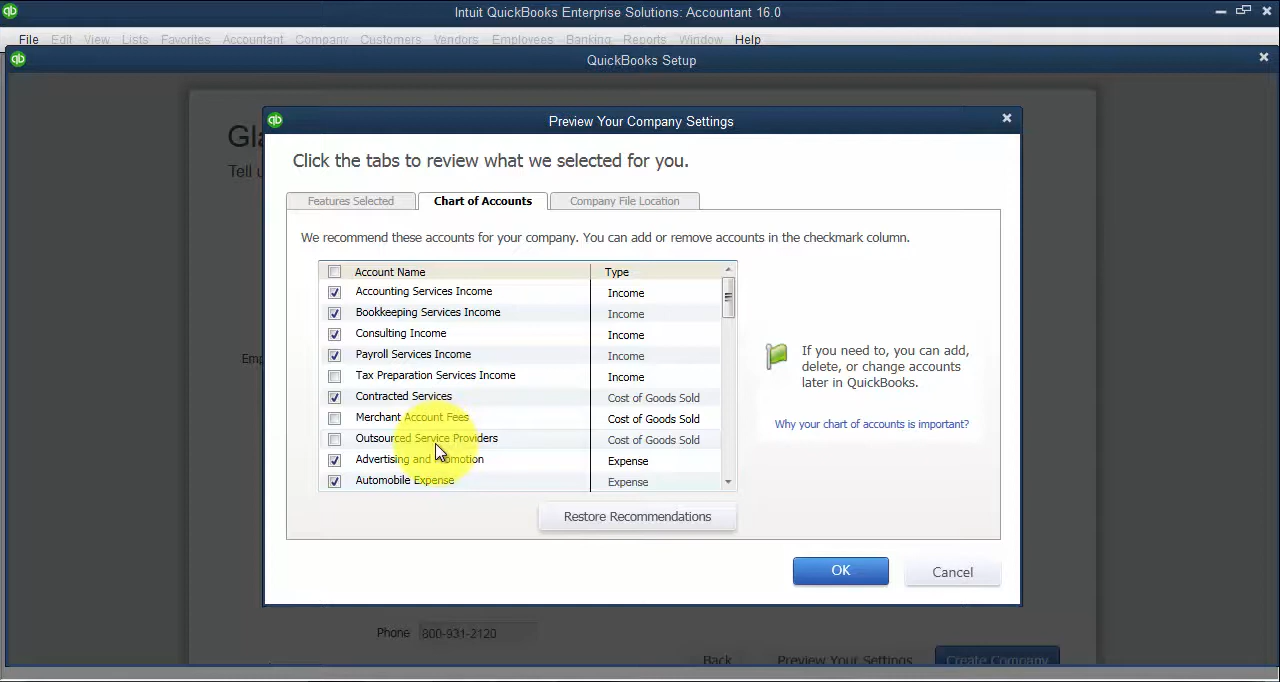 Intuit QuickBooks Enterprise Solutions: Accountant 16.0
File Edit View Lists Favorites Accountant Company Customers Vendors Employees Banking Reports Window Help
QuickBooks Setup
Preview Your Company Settings
Click the tabs to review what we selected for you.
Features Selected Chart of Accounts Company File Location
We recommend these accounts for your company. You can add or remove accounts in the checkmark column.
Account Name Type
Accounting Services Income Income
Bookkeeping Services Income Income
Consulting Income Income
Payroll Services Income Income
Tax Preparation Services Income Income
Contracted Services Cost of Goods Sold
Merchant Account Fees Cost of Goods Sold
Outsourced Service Providers Cost of Goods Sold
Advertising and Promotion Expense
Automobile Expense Expense
If you need to, you can add,
delete, or change accounts
later in QuickBooks.
Why your chart of accounts is important?
Restore Recommendations
OK Cancel
Phone 800-931-2120
Back Preview Your Settings Create Company